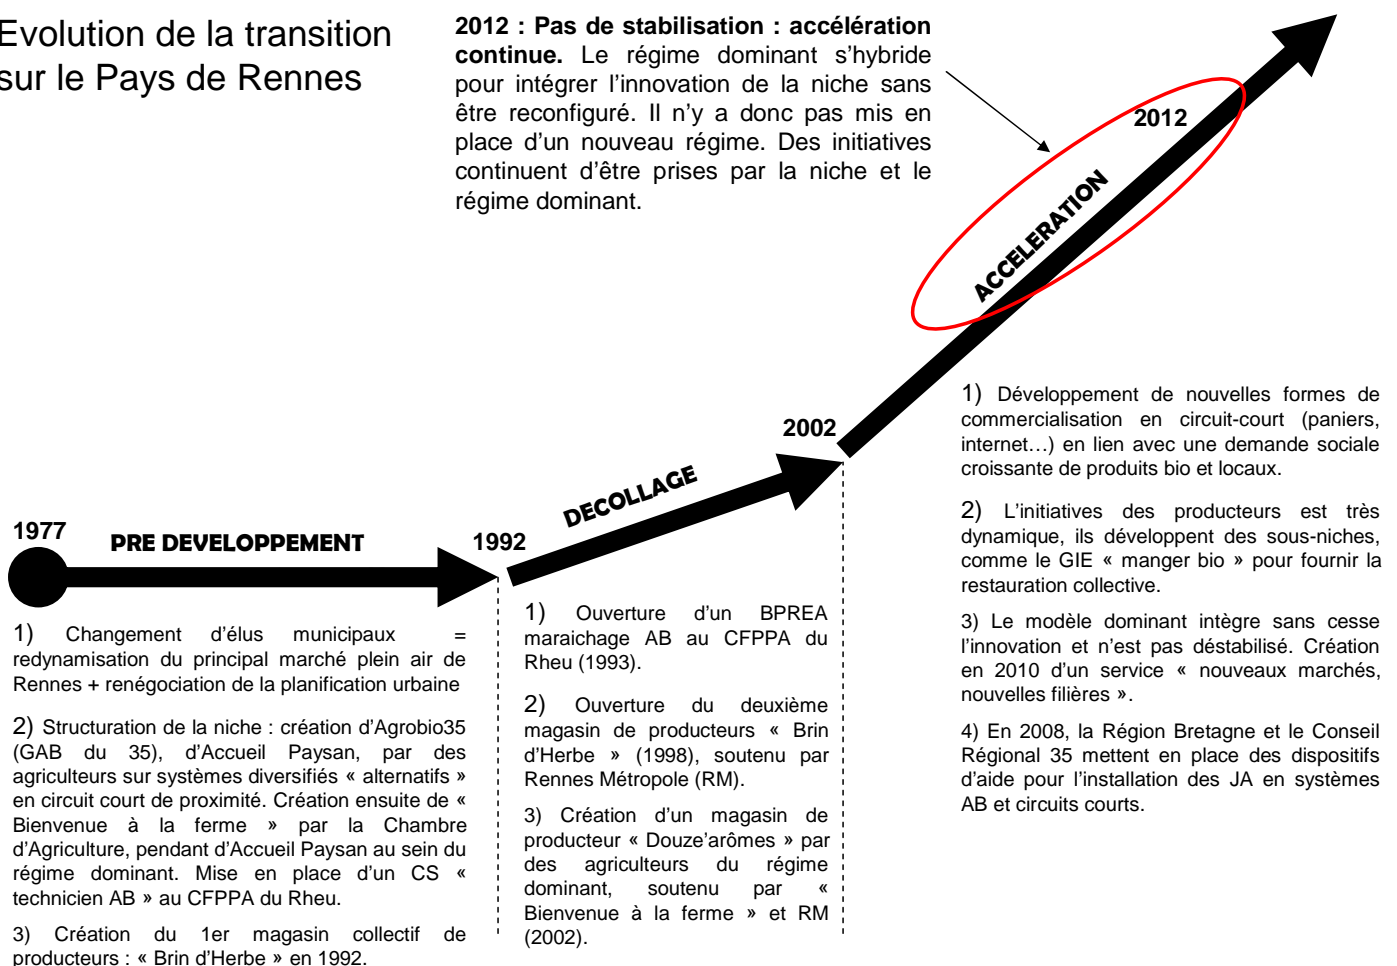 Evolution de la transition
sur le Pays de Rennes
2012 : Pas de stabilisation : accélération
continue. Le régime dominant s’hybride
pour intégrer l’innovation de la niche sans
être reconfiguré. Il n’y a donc pas mis en
place d’un nouveau régime. Des initiatives
continuent d’être prises par la niche et le
régime dominant.
2012
ACCELERATION
2002
DECOLLAGE
1992
1977
PRE DEVELOPPEMENT
1) Changement d’élus municipaux =
redynamisation du principal marché plein air de
Rennes + renégociation de la planification urbaine
2) Structuration de la niche : création d’Agrobio35
(GAB du 35), d’Accueil Paysan, par des
agriculteurs sur systèmes diversifiés « alternatifs »
en circuit court de proximité. Création ensuite de «
Bienvenue à la ferme » par la Chambre
d’Agriculture, pendant d’Accueil Paysan au sein du
régime dominant. Mise en place d’un CS «
technicien AB » au CFPPA du Rheu.
3) Création du 1er magasin collectif de
producteurs : « Brin d’Herbe » en 1992.
1) Ouverture d’un BPREA
maraichage AB au CFPPA du
Rheu (1993).
2) Ouverture du deuxième
magasin de producteurs « Brin
d’Herbe » (1998), soutenu par
Rennes Métropole (RM).
3) Création d’un magasin de
producteur « Douze’arômes » par
des agriculteurs du régime
dominant, soutenu par «
Bienvenue à la ferme » et RM
(2002).
1) Développement de nouvelles formes de
commercialisation en circuit-court (paniers,
internet…) en lien avec une demande sociale
croissante de produits bio et locaux.
2) L’initiatives des producteurs est très
dynamique, ils développent des sous-niches,
comme le GIE « manger bio » pour fournir la
restauration collective.
3) Le modèle dominant intègre sans cesse
l’innovation et n’est pas déstabilisé. Création
en 2010 d’un service « nouveaux marchés,
nouvelles filières ».
4) En 2008, la Région Bretagne et le Conseil
Régional 35 mettent en place des dispositifs
d’aide pour l’installation des JA en systèmes
AB et circuits courts.